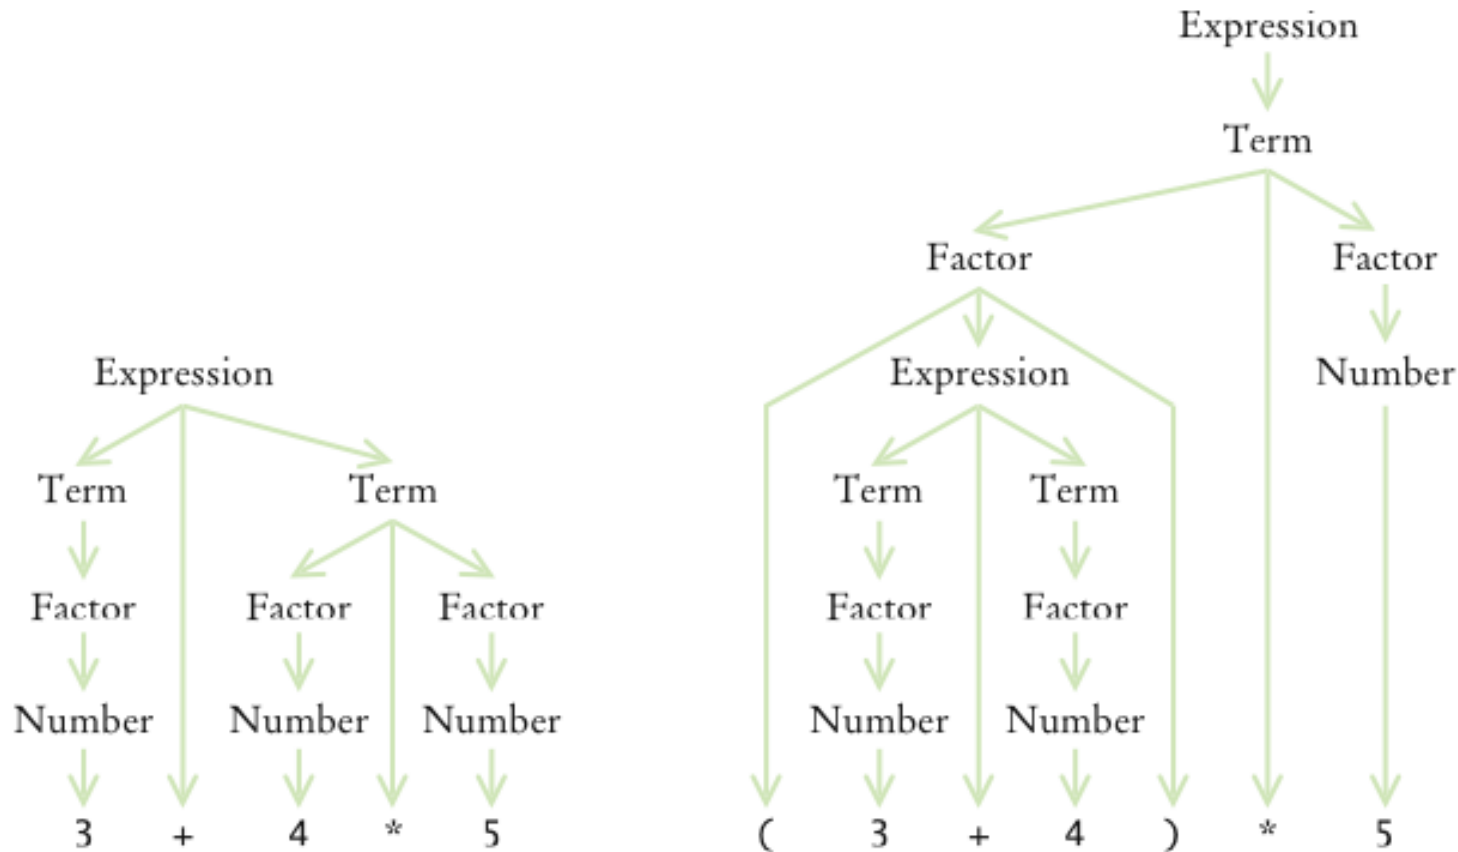 Expression
Term
Factor Factor
Expression Expression Number
Term Term Term Term
Factor Factor Factor Factor Factor
Number Number Number Number Number
3 + 4 * 5 ( 3 + 4 ) * 5